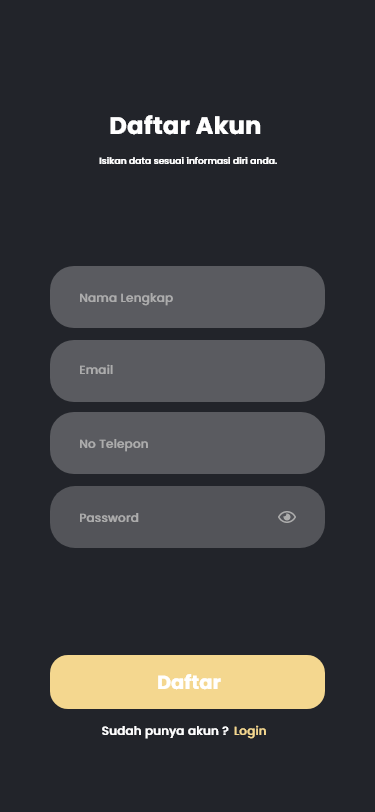 Daftar Akun
Isikan data sesuai informasi diri anda.
Nama Lengkap
Email
No Telepon
Password
Daftar
Sudah punya akun ? Login